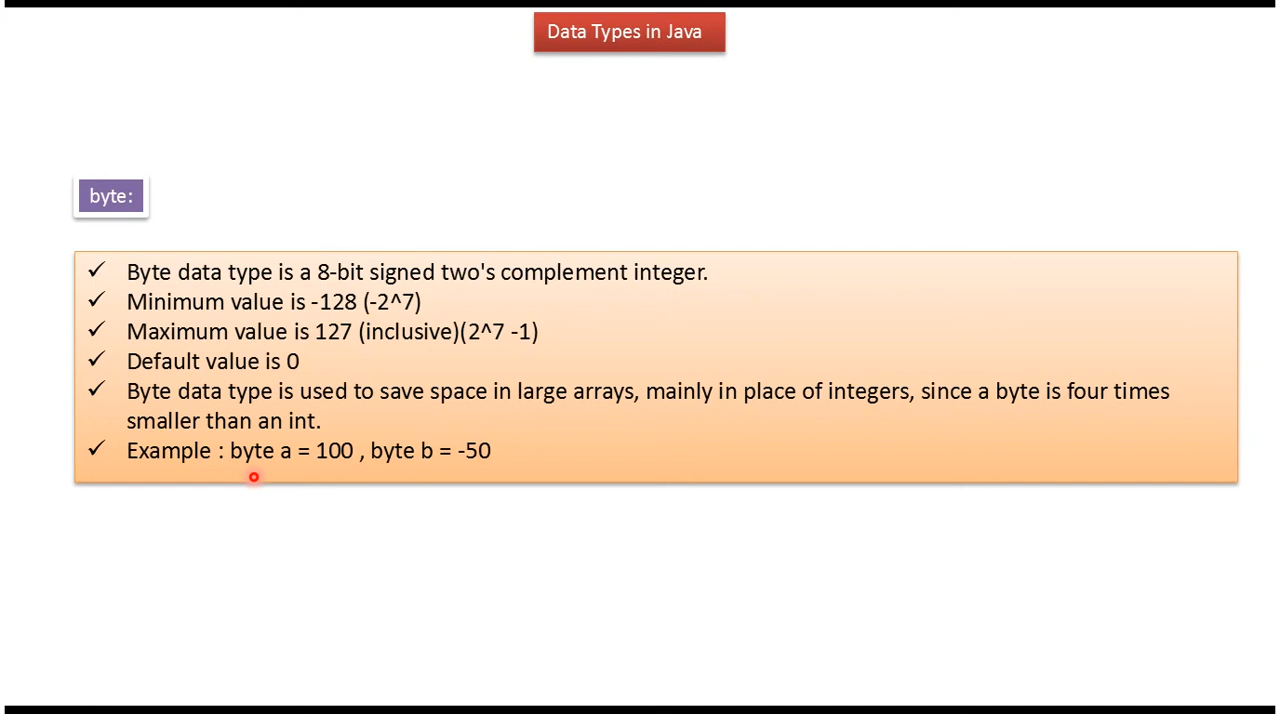 Data Types in Java
byte:
✓ Byte data type is a 8-bit signed two's complement integer.
✓ Minimum value is -128 (-2^7)
✓ Maximum value is 127 (inclusive)(2^7 -1)
✓ Default value is 0
✓ Byte data type is used to save space in large arrays, mainly in place of integers, since a byte is four times
smaller than an int.
✓ Example : byte a = 100 , byte b = -50